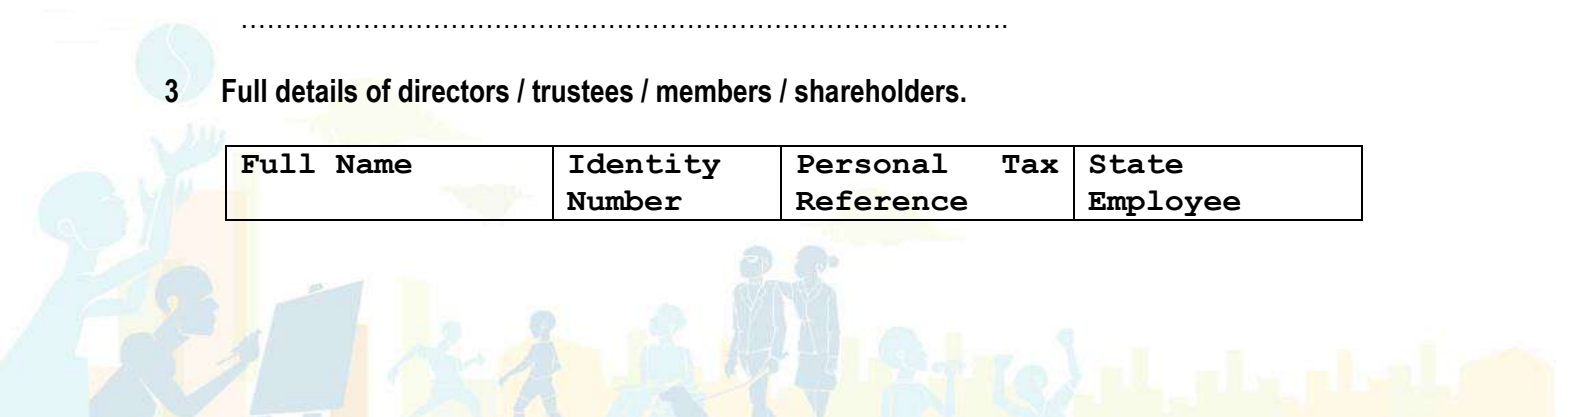 ……………………………………………………………………………….
3 Full details of directors / trustees / members / shareholders.
Full Name Identity Number Personal Tax Reference State Employee